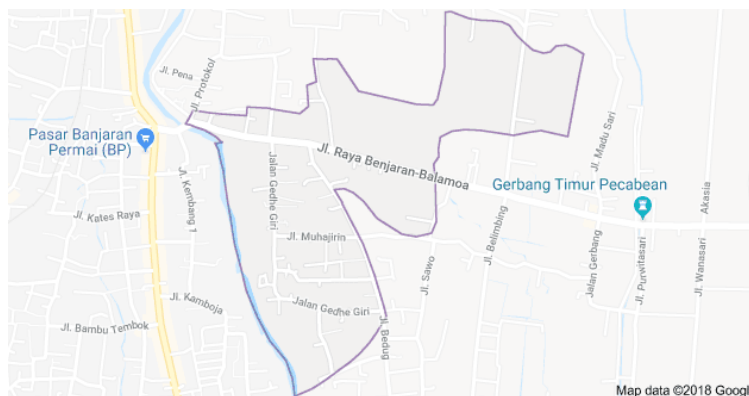 Jl. Pena
Jl. Protokol
Pasar Banjaran
Permai (BP)
Jl. Raya Benjaran-Balamoa
Jl. Madu Sari
Gerbang Timur Pecabean
Jl. Kembang 1
Jalan Gedhe Giri
Akasia
Jl. Kates Raya
Jl. Muhajirin
Jl. Belimbing
Jl. Sawo
Jalan Gerbang
Jl. Purwitasari
Jl. Wanasari
Jl. Kamboja
Jalan Gedhe Giri
Jl. Bambu Tembok
Jl. Bedug
Map data ©2018 Googl